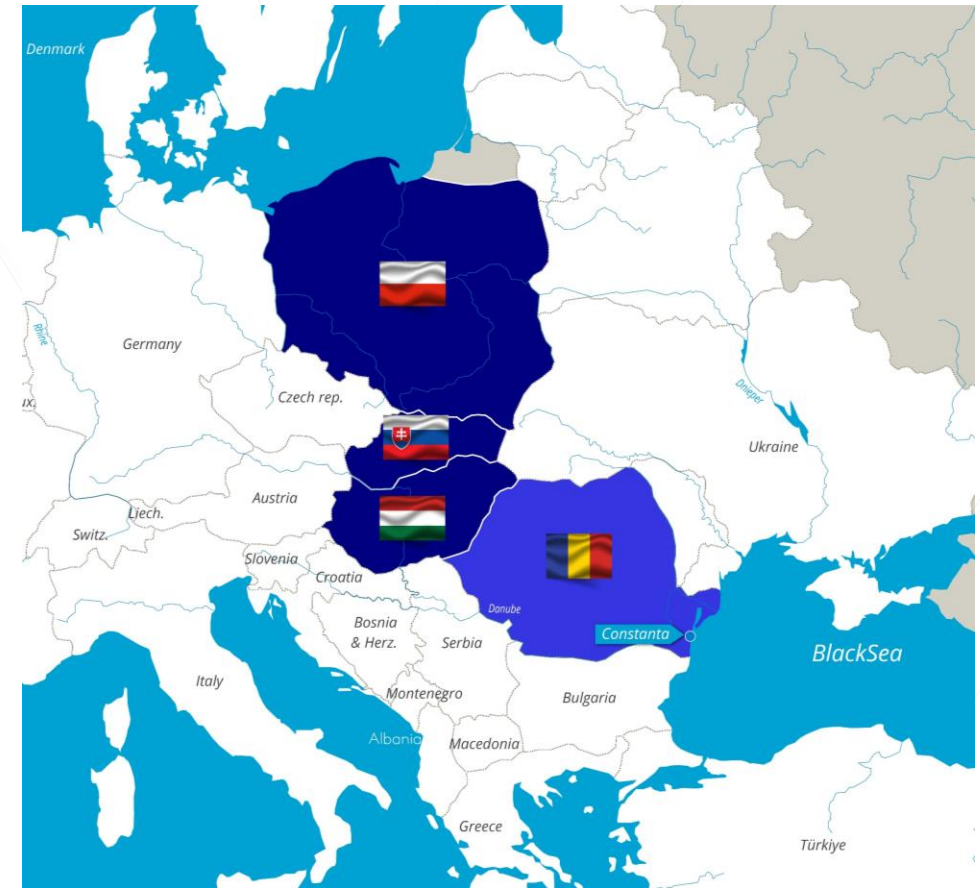 Denmark
Rhine
Germany
ux.
Czech rep.
Dnieper
Ukraine
Austria
Liech.
Switz.
Slovenia
Croatia
Danube
Constanta
Bosnia
& Herz.
Serbia
BlackSea
Italy
Montenegro
Bulgaria
Albania
Macedonia
Greece
Türkiye